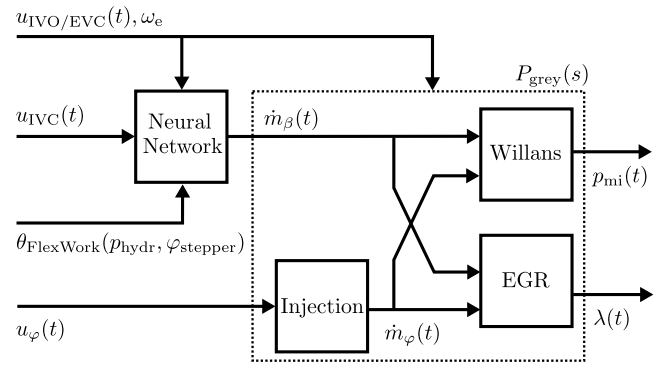 u_IVO/EVC(t), ω_e
P_grey(s)
u_IVC(t)
Neural
Network
ṁ_β(t)
Willans
p_mi(t)
θ_FlexWork(p_hydr, φ_stepper)
EGR
Injection
λ(t)
u_φ(t)
ṁ_φ(t)